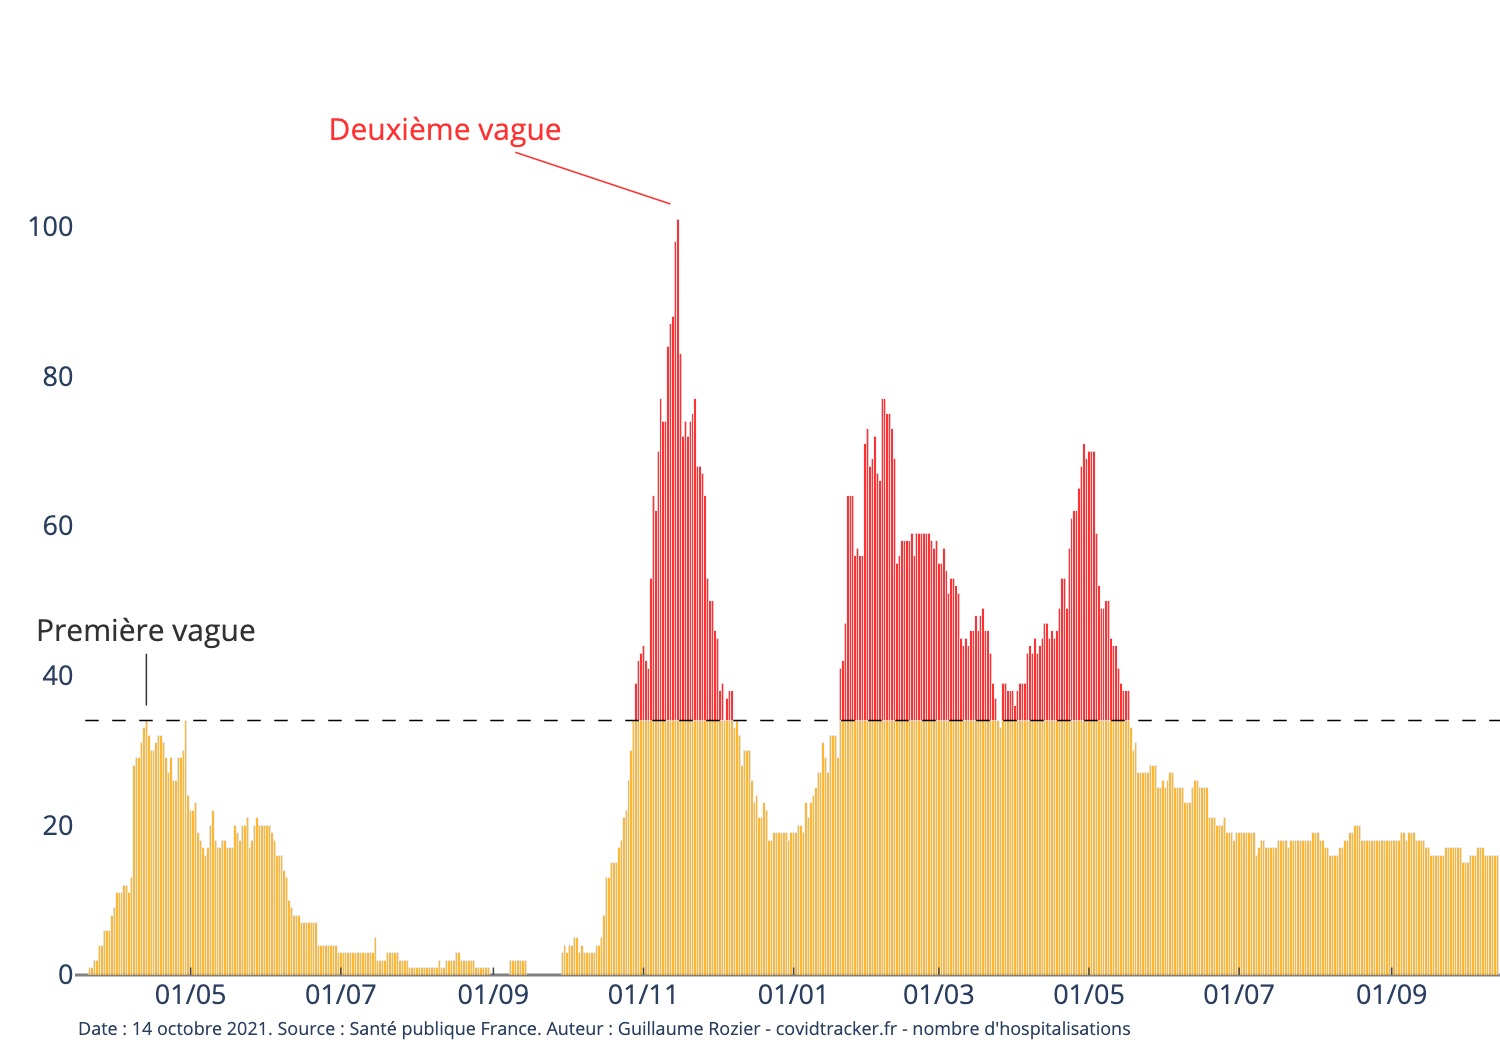 Deuxième vague
100
80
60
Première vague
40
20
0
01/05 01/07 01/09 01/11 01/01 01/03 01/05 01/07 01/09
Date : 14 octobre 2021. Source : Santé publique France. Auteur : Guillaume Rozier - covidtracker.fr - nombre d'hospitalisations